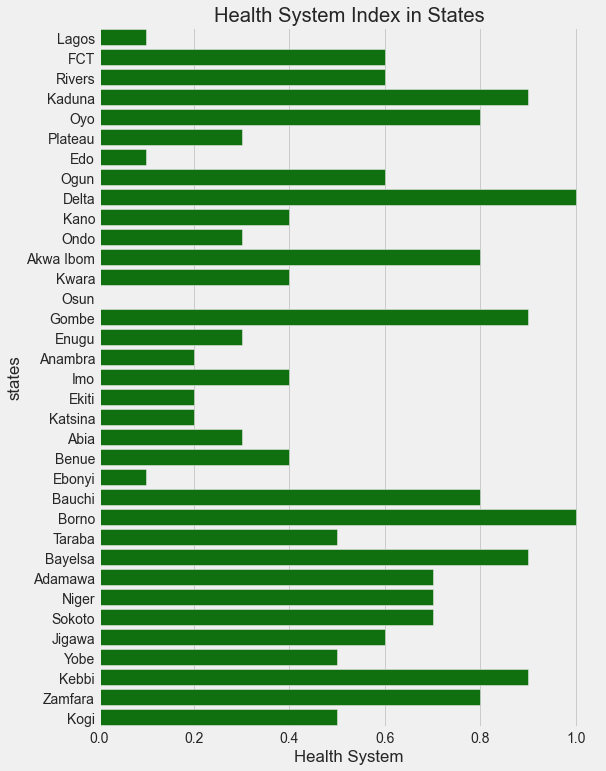 Health System Index in States
Lagos
FCT
Rivers
Kaduna
Oyo
Plateau
Edo
Ogun
Delta
Kano
Ondo
Akwa Ibom
Kwara
Osun
Gombe
Enugu
Anambra
Imo
Ekiti
Katsina
Abia
Benue
Ebonyi
Bauchi
Borno
Taraba
Bayelsa
Adamawa
Niger
Sokoto
Jigawa
Yobe
Kebbi
Zamfara
Kogi
states
0.0 0.2 0.4 0.6 0.8 1.0
Health System